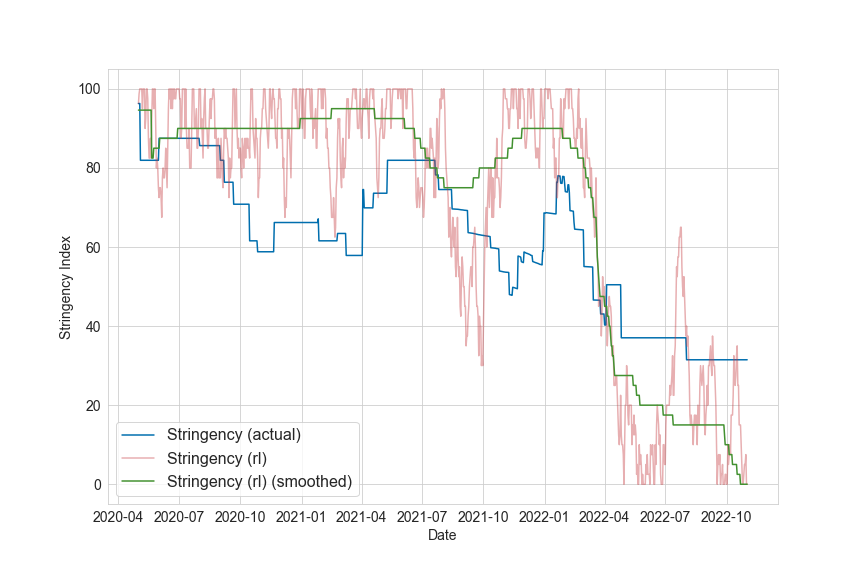 100
80
60
40
20
0
Stringency Index
Stringency (actual)
Stringency (rl)
Stringency (rl) (smoothed)
2020-04 2020-07 2020-10 2021-01 2021-04 2021-07 2021-10 2022-01 2022-04 2022-07 2022-10
Date